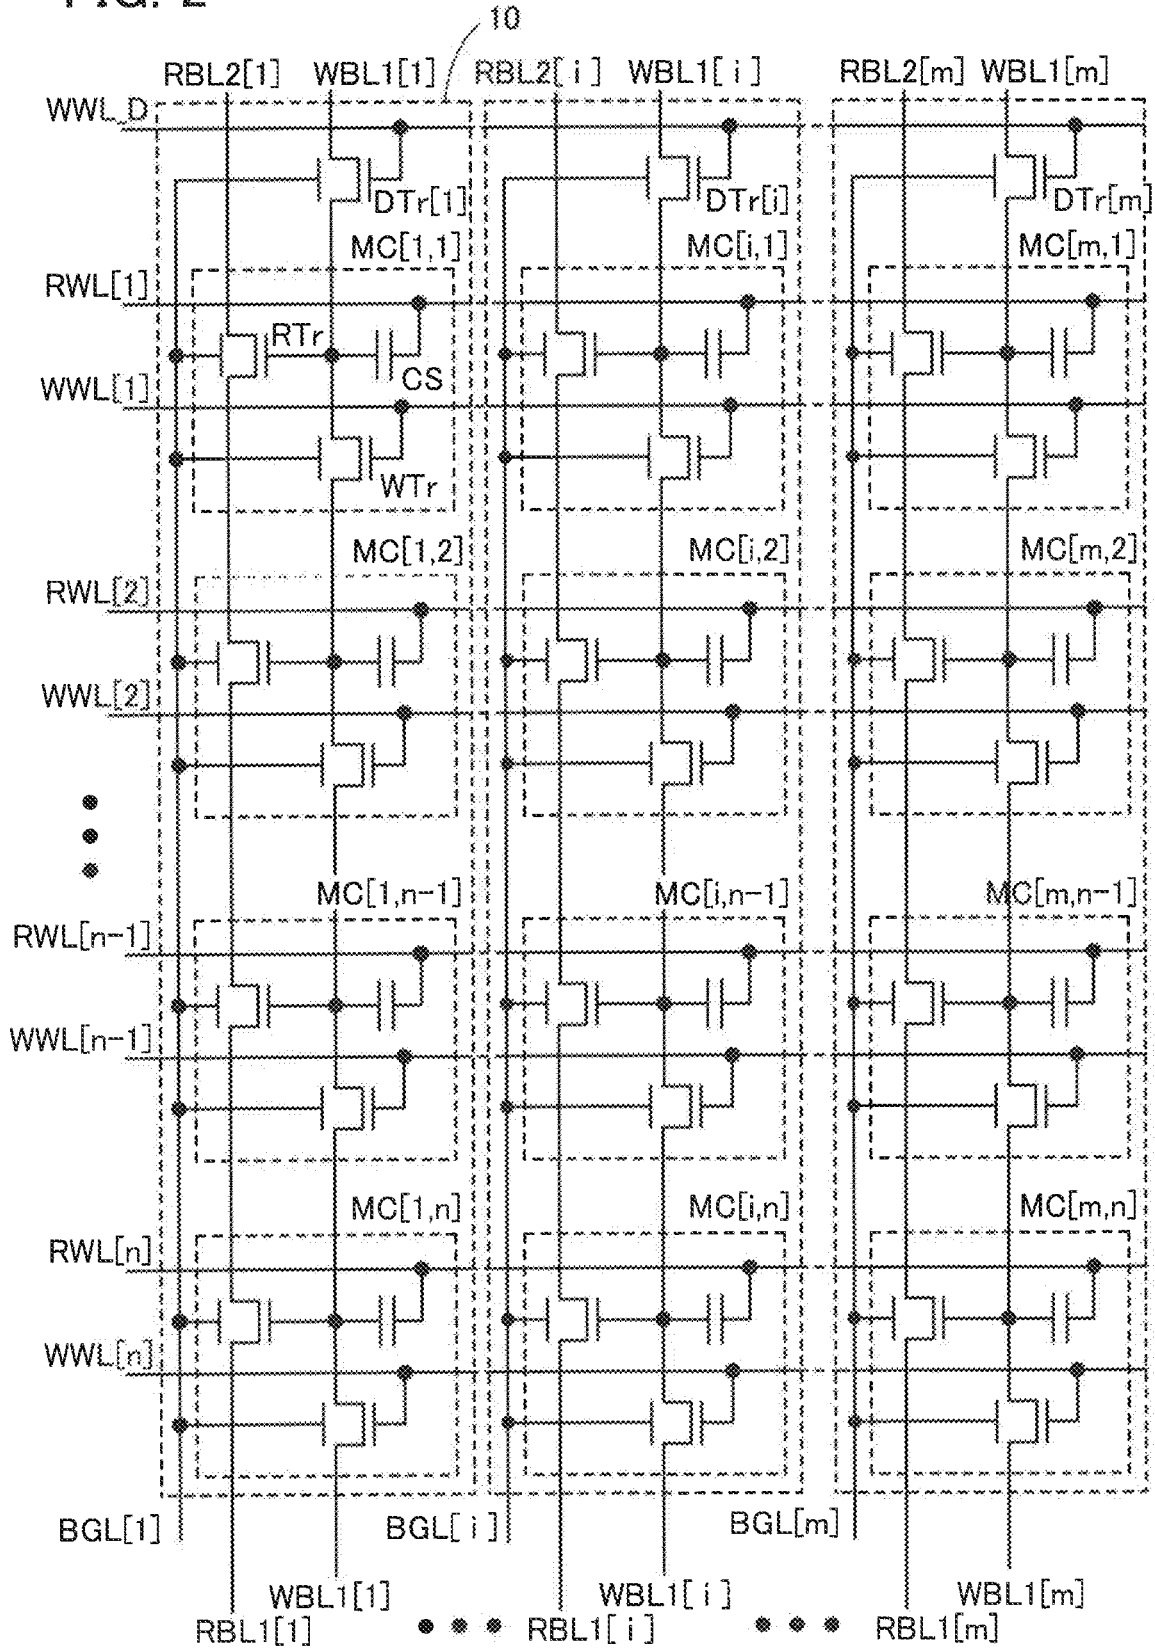 FIG. 2
10
RBL2[1] WBL1[1] RBL2[i] WBL1[i] RBL2[m] WBL1[m]
WWL_D
DTr[1] DTr[i] DTr[m]
MC[1,1] MC[i,1] MC[m,1]
RWL[1]
RTr
CS
WWL[1]
WTr
MC[1,2] MC[i,2] MC[m,2]
RWL[2]
WWL[2]
MC[1,n-1] MC[i,n-1] MC[m,n-1]
RWL[n-1]
WWL[n-1]
MC[1,n] MC[i,n] MC[m,n]
RWL[n]
WWL[n]
BGL[1] BGL[i] BGL[m]
WBL1[1] WBL1[i] WBL1[m]
RBL1[1] RBL1[i] RBL1[m]